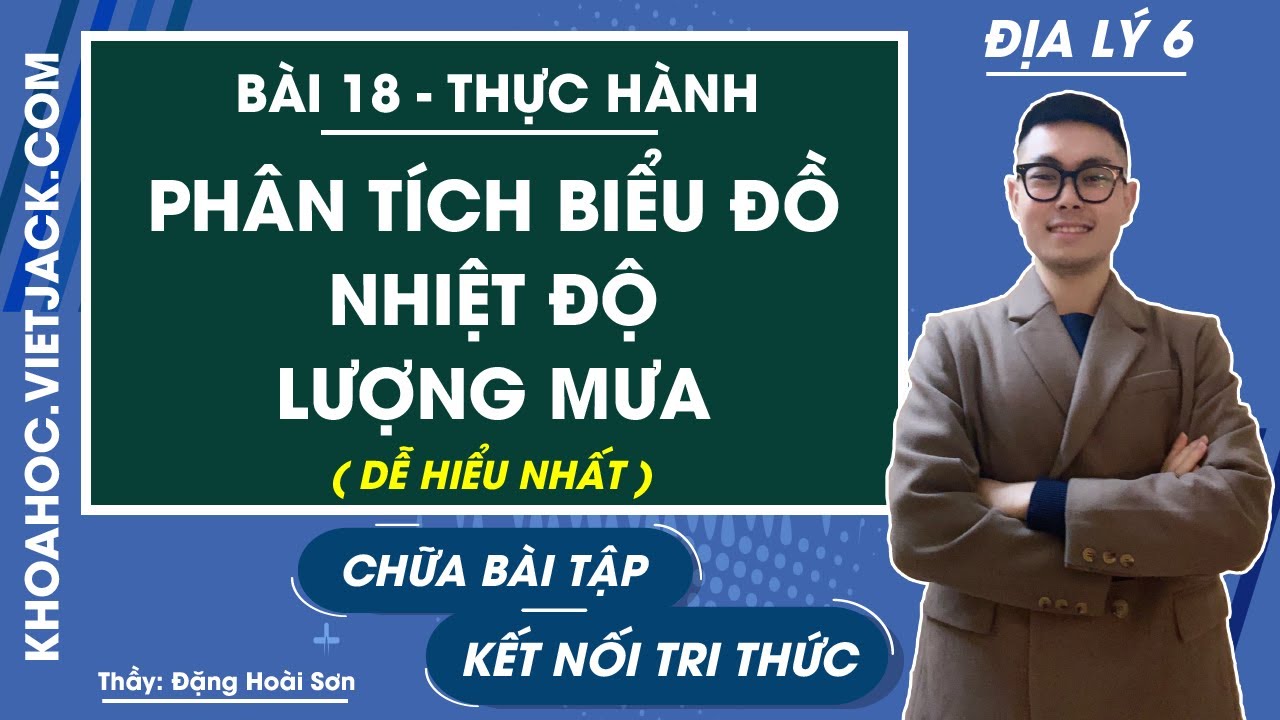 KHOAHOC.VIETJACK.COM
ĐỊA LÝ 6
BÀI 18 - THỰC HÀNH
PHÂN TÍCH BIỂU ĐỒ
NHIỆT ĐỘ
LƯỢNG MƯA
( DỄ HIỂU NHẤT )
CHỮA BÀI TẬP
KẾT NỐI TRI THỨC
Thầy: Đặng Hoài Sơn